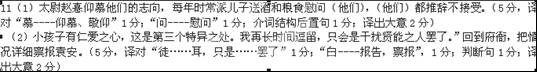 11（1）太尉赵憙仰慕他们的志向，每年时常派儿子送酒和粮食慰问（他们），（他们）都推辞不接受。（5分，译
对“慕----仰慕、敬仰”1分；“问----慰问”1分；介词结构后置句1分；译出大意2分）
（2）小孩子有仁爱之心，这是第三个特异之处。我再长时间逗留，只会是干扰贤能之人罢了。”回到府衙，把情
况详细禀报袁安。（5分，译对“徒……耳，只是……罢了”1分；“白----报告，禀报”，1分；判断句1分；译
出大意2分）